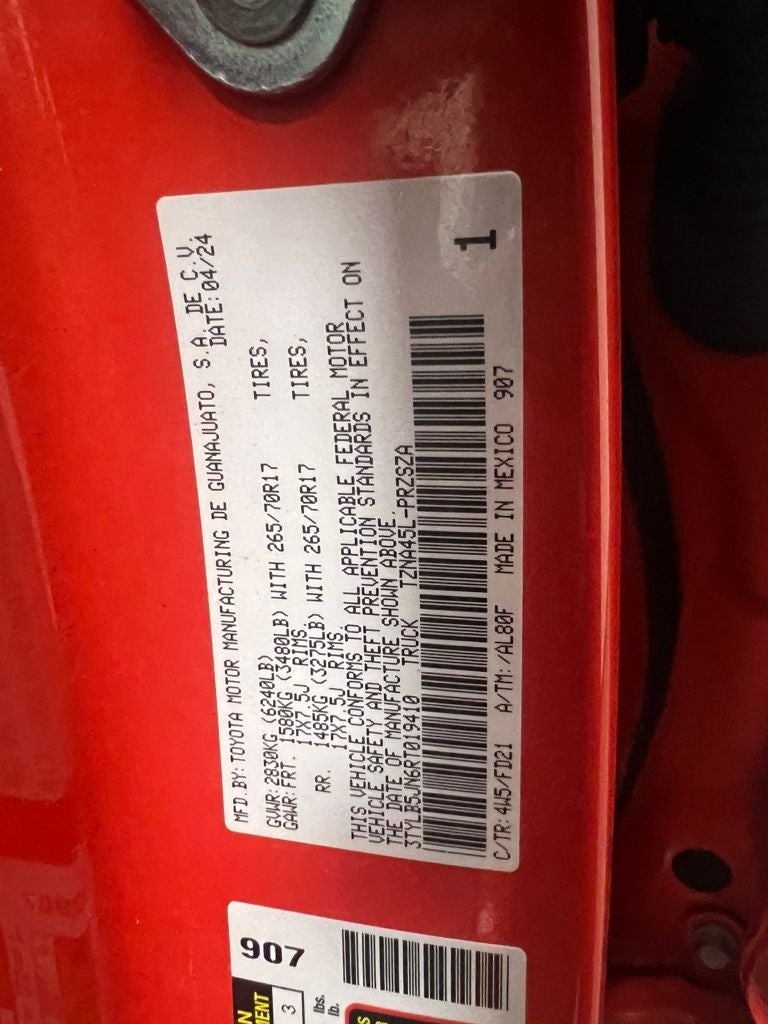 MFD.BY:TOYOTA MOTOR MANUFACTURING DE GUANAJUATO, S.A. DE C.V.
DATE:04/24
GVWR:2830KG (6240LB)
GAWR:FRT. 1580KG (3480LB) WITH 265/70R17 TIRES,
17X7.5J RIMS,
RR. 1485KG (3275LB) WITH 265/70R17 TIRES,
17X7.5J RIMS
THIS VEHICLE CONFORMS TO ALL APPLICABLE FEDERAL MOTOR
VEHICLE SAFETY AND THEFT PREVENTION STANDARDS IN EFFECT ON
THE DATE OF MANUFACTURE SHOWN ABOVE.
3TYLB5JN6RT019410 TRUCK TZNA45L-PRZSZA
1
C/TR:4W5/FD21 A/TM:/AL80F MADE IN MEXICO 907
907
3
lbs.
lb.